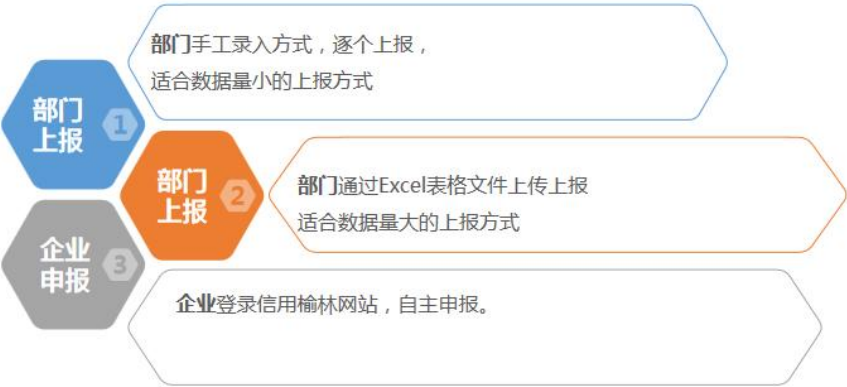 部门手工录入方式，逐个上报，
适合数据量小的上报方式
部门
上报
1
部门
上报
2
部门通过Excel表格文件上传上报
适合数据量大的上报方式
企业
申报
3
企业登录信用榆林网站，自主申报。